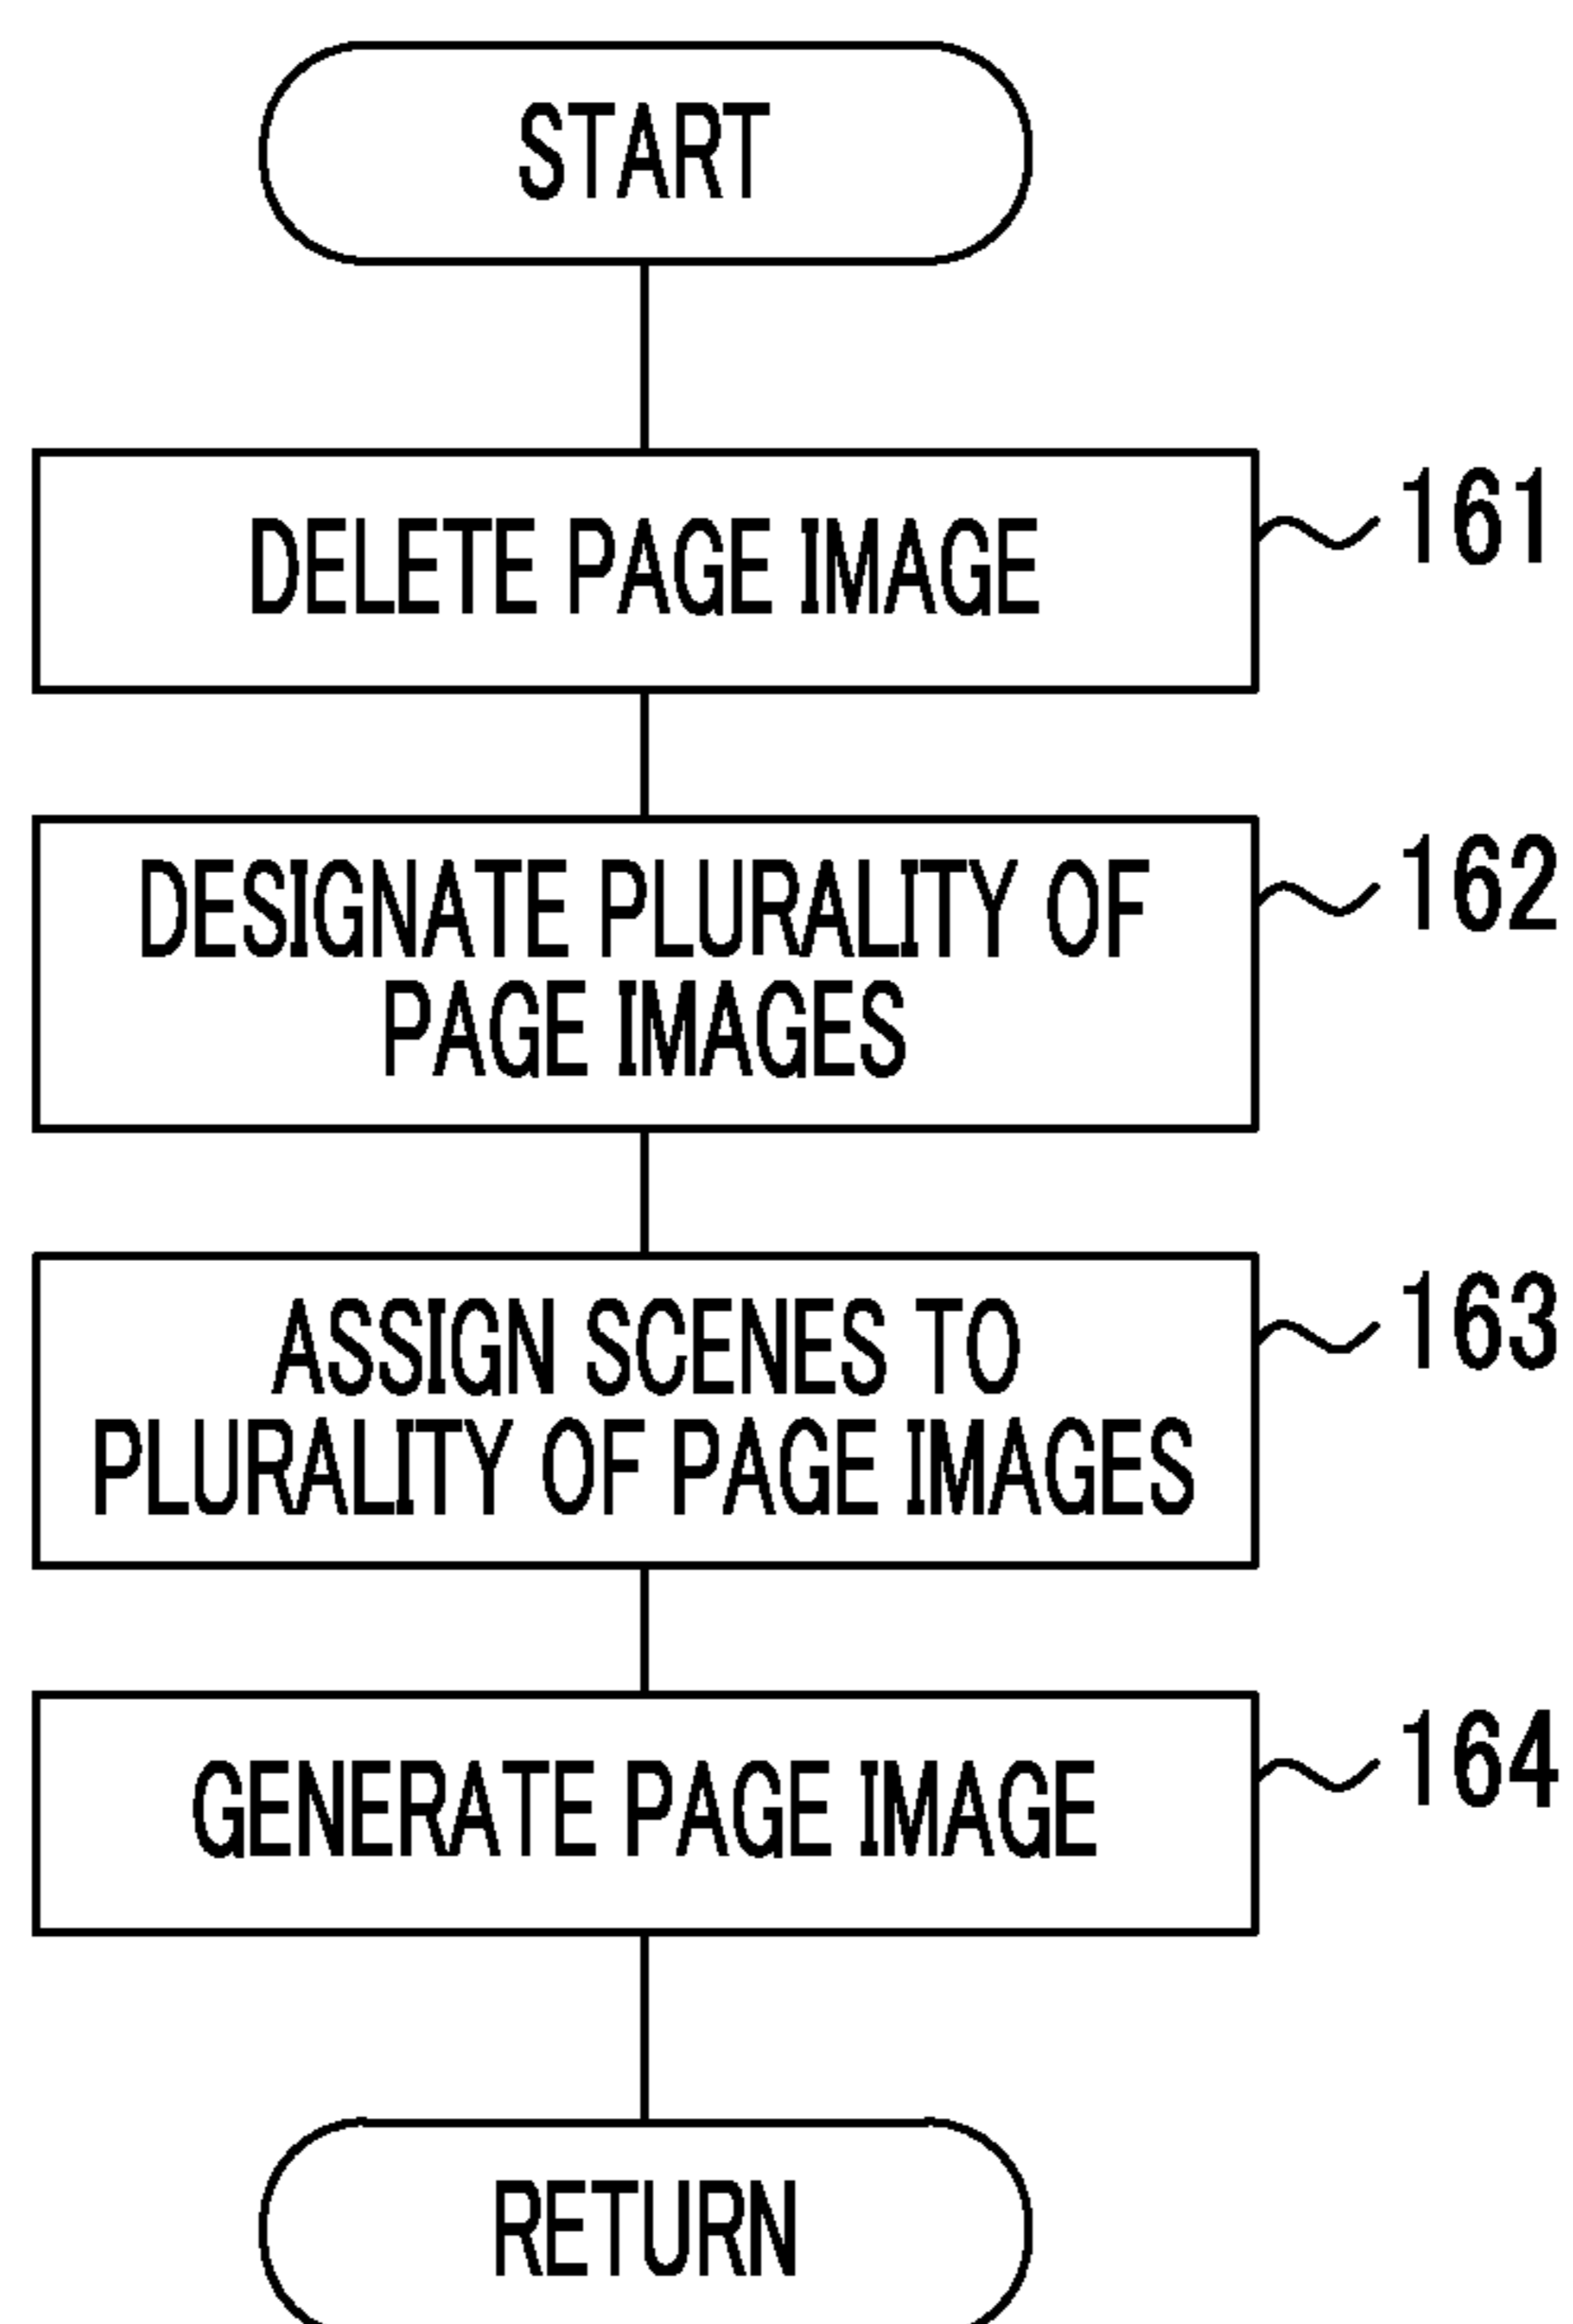 START
DELETE PAGE IMAGE
161
DESIGNATE PLURALITY OF
PAGE IMAGES
162
ASSIGN SCENES TO
PLURALITY OF PAGE IMAGES
163
GENERATE PAGE IMAGE
164
RETURN